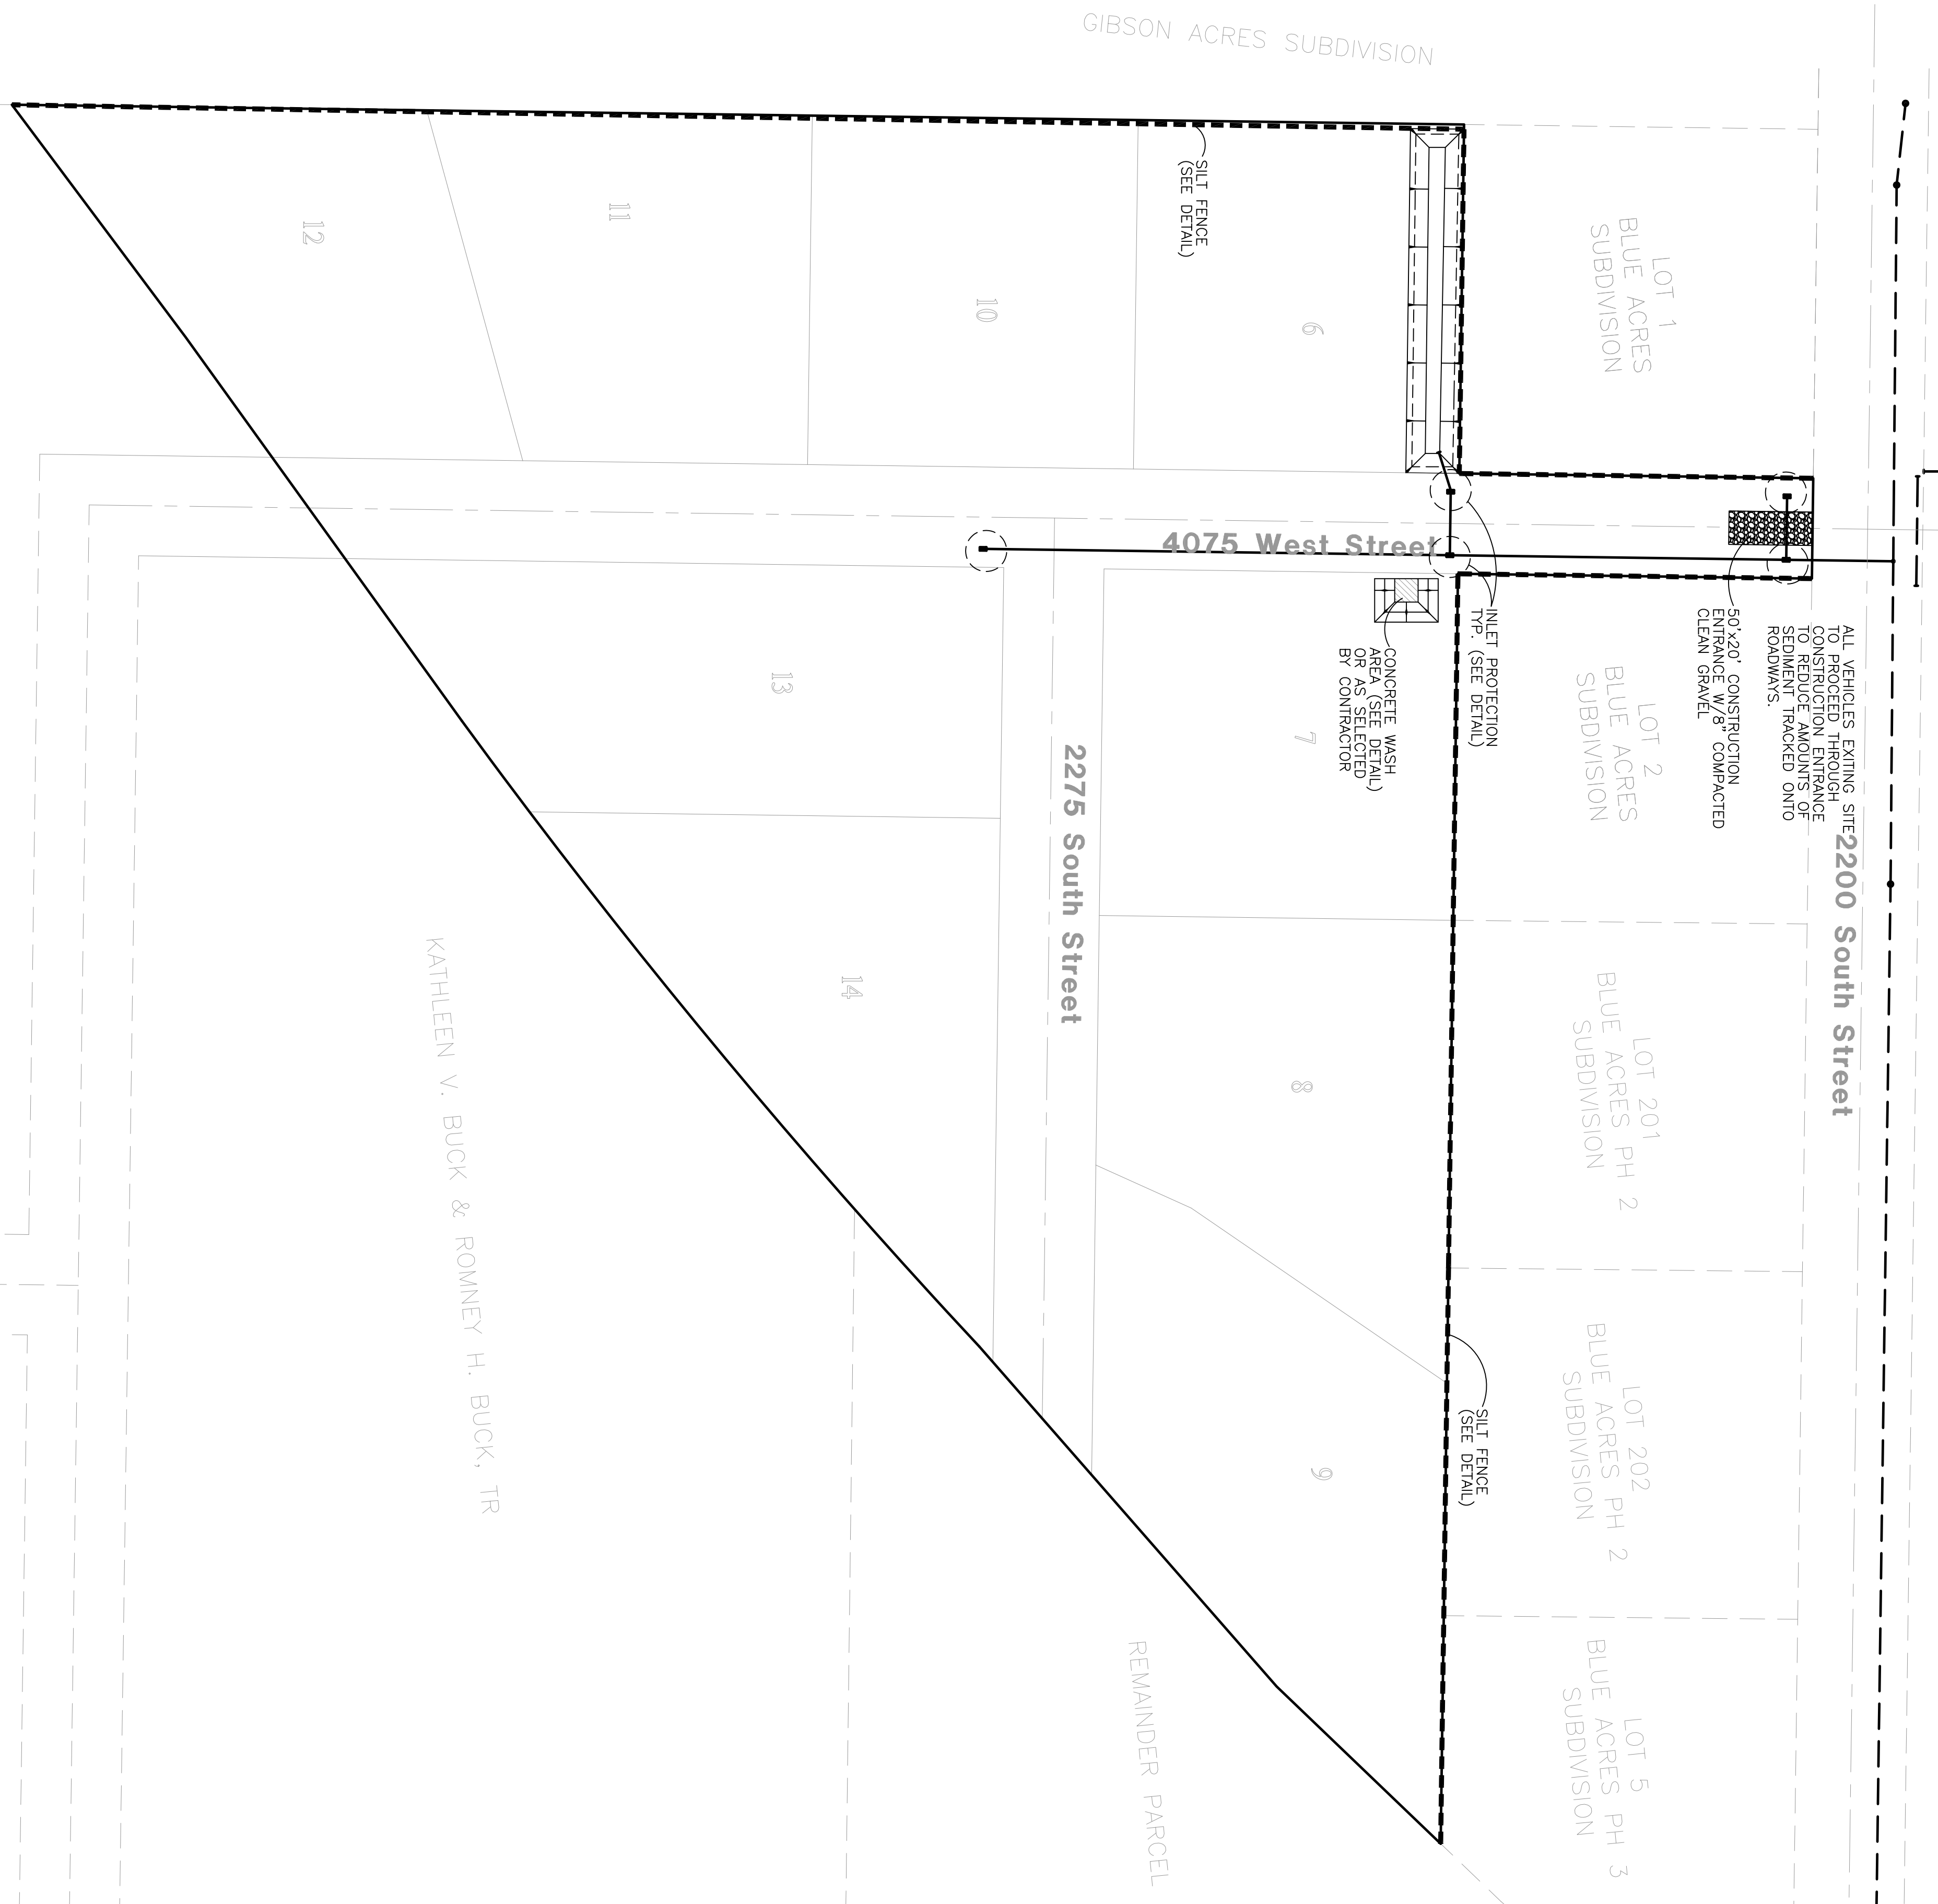 GIBSON ACRES SUBDIVISION
LOT 1
BLUE ACRES
SUBDIVISION
SILT FENCE
(SEE DETAIL)
12
11
10
6
4075 West Street
ALL VEHICLES EXITING SITE
TO PROCEED THROUGH
CONSTRUCTION ENTRANCE
TO REDUCE AMOUNTS OF
SEDIMENT TRACKED ONTO
ROADWAYS.
50'x20' CONSTRUCTION
ENTRANCE W/8" COMPACTED
CLEAN GRAVEL
INLET PROTECTION
TYP. (SEE DETAIL)
CONCRETE WASH
AREA (SEE DETAIL)
OR AS SELECTED
BY CONTRACTOR
LOT 2
BLUE ACRES
SUBDIVISION
13
7
2275 South Street
2200 South Street
14
8
LOT 201
BLUE ACRES PH 2
SUBDIVISION
KATHLEEN V. BUCK & ROMNEY H. BUCK, TR
LOT 202
BLUE ACRES PH 2
SUBDIVISION
SILT FENCE
(SEE DETAIL)
9
LOT 5
BLUE ACRES PH 3
SUBDIVISION
REMAINDER PARCEL